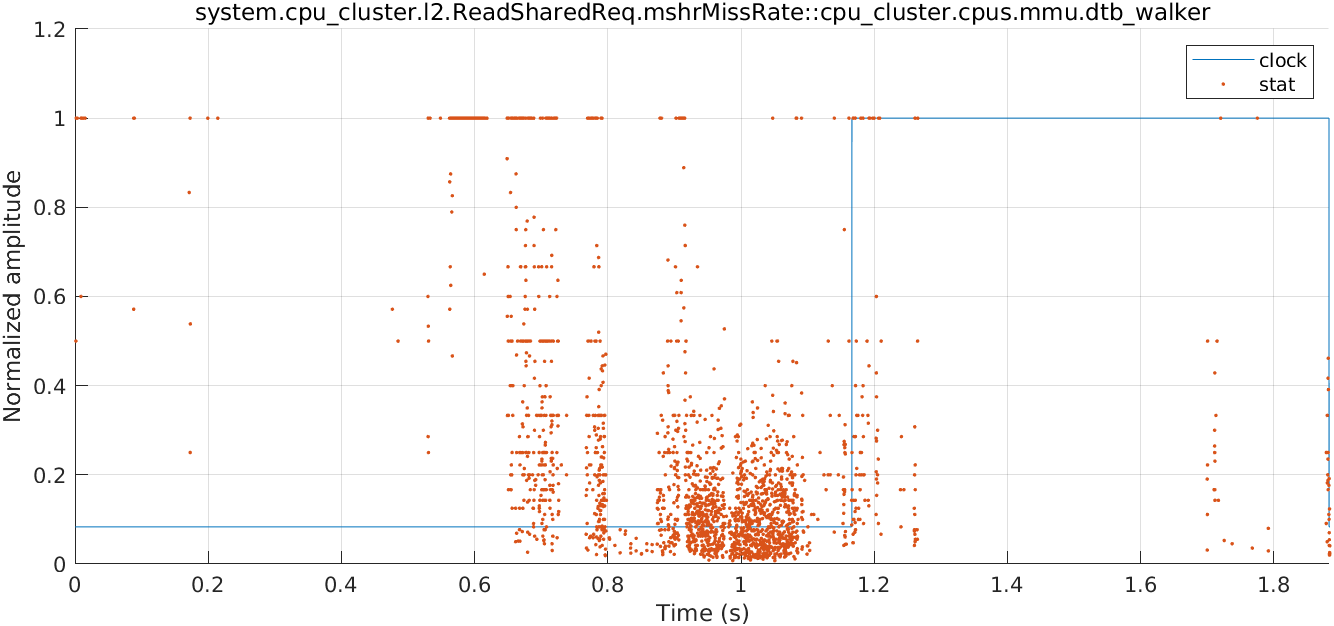 system.cpu_cluster.l2.ReadSharedReq.mshrMissRate::cpu_cluster.cpus.mmu.dtb_walker
1.2
1
0.8
0.6
0.4
0.2
0
Normalized amplitude
clock
stat
0 0.2 0.4 0.6 0.8 1 1.2 1.4 1.6 1.8
Time (s)